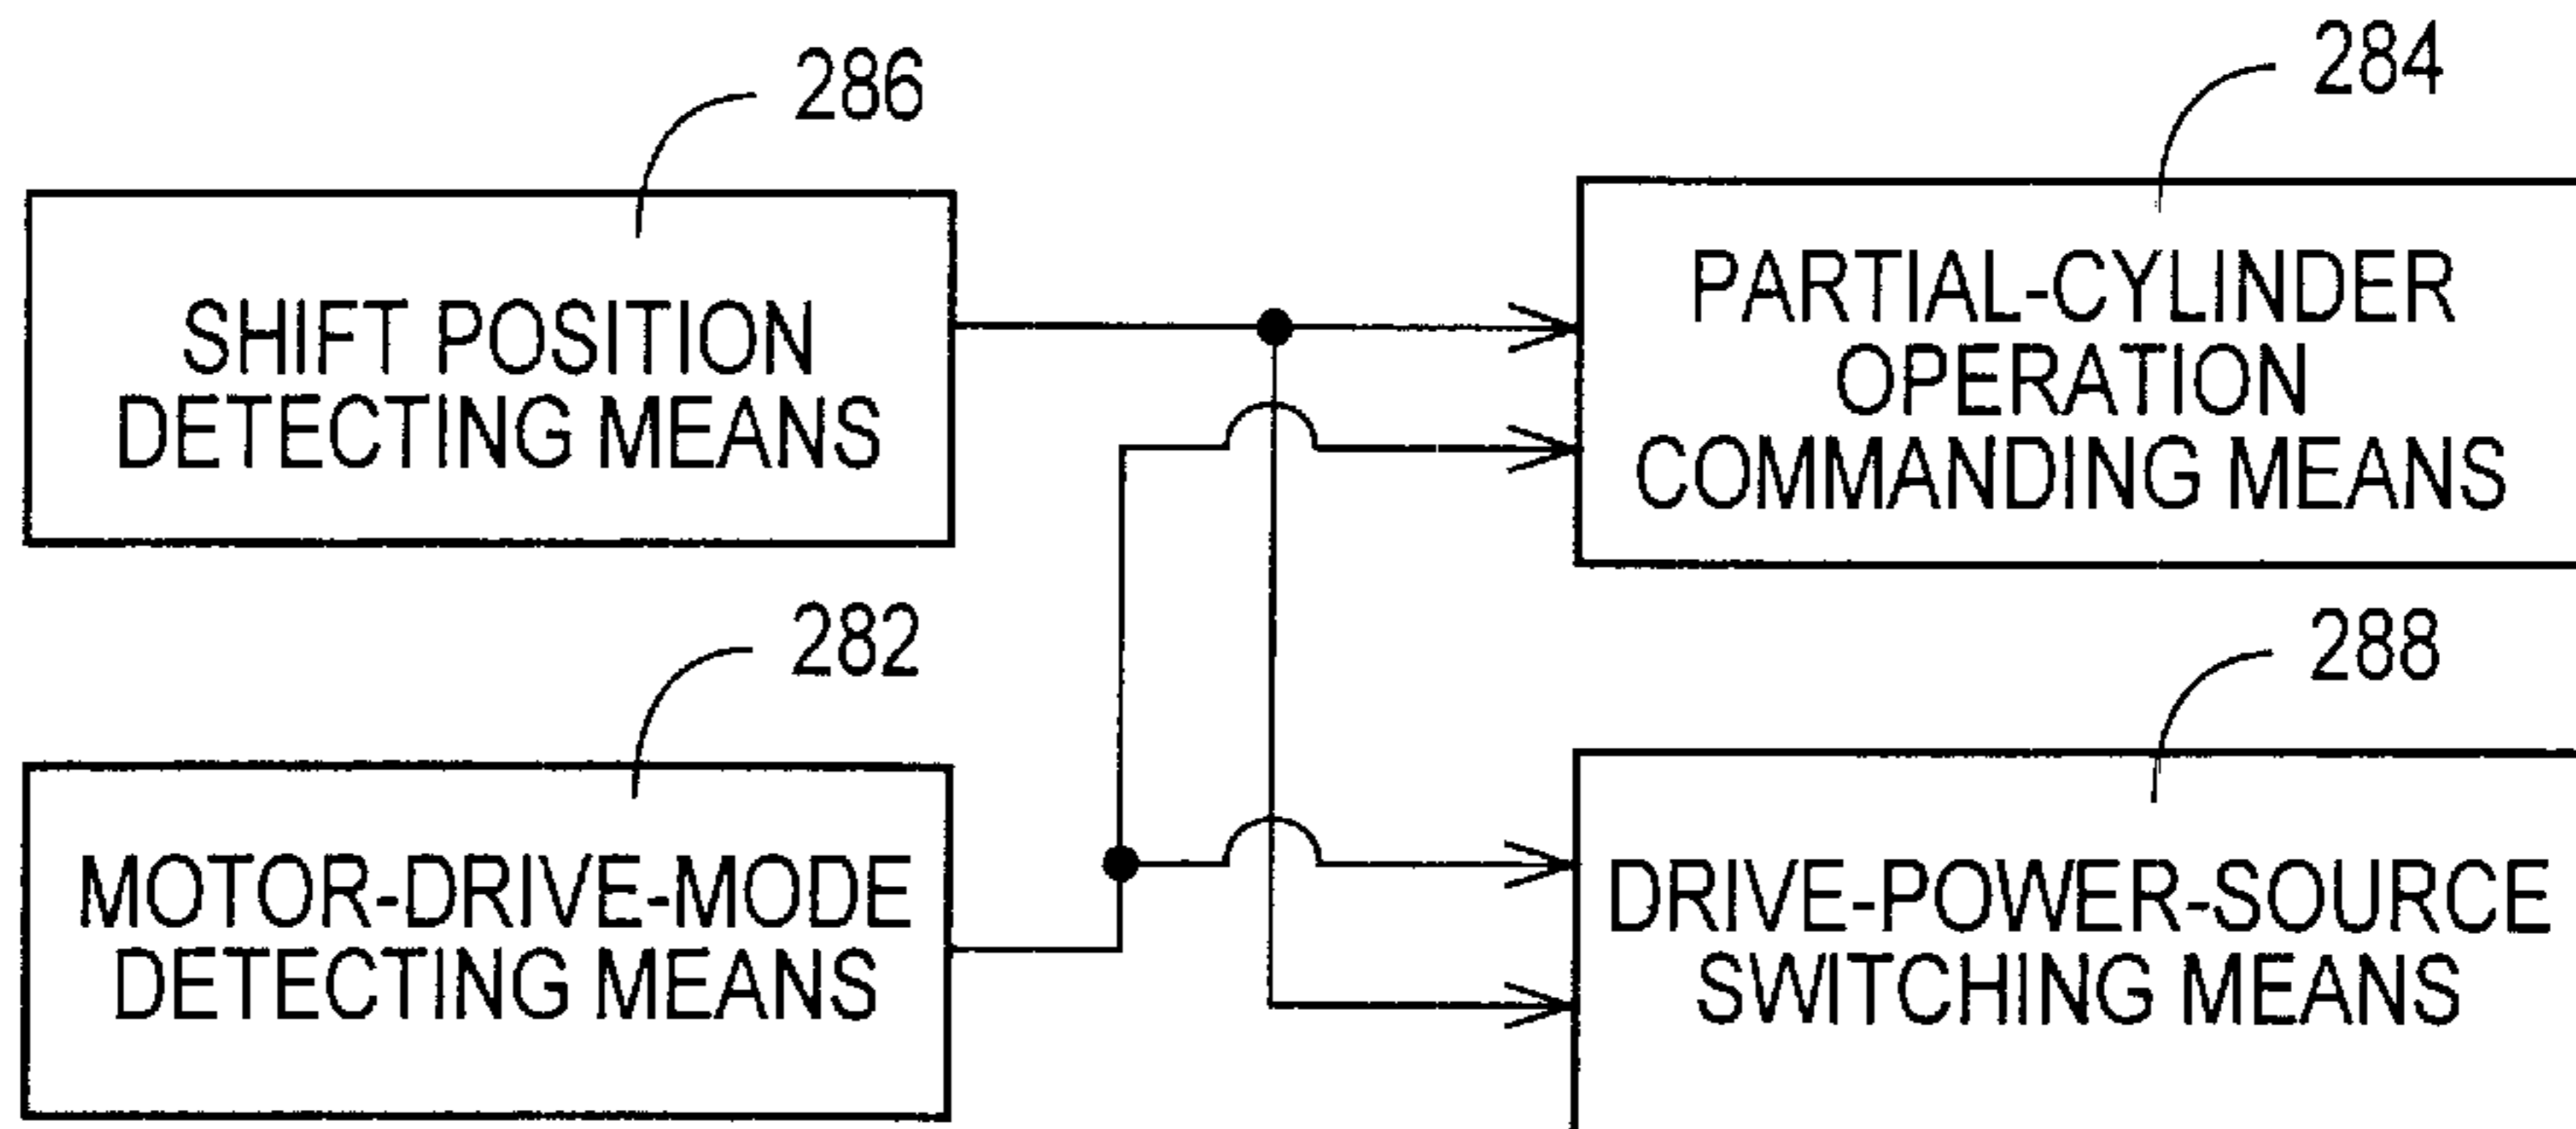 286
SHIFT POSITION
DETECTING MEANS
284
PARTIAL-CYLINDER
OPERATION
COMMANDING MEANS
282
MOTOR-DRIVE-MODE
DETECTING MEANS
288
DRIVE-POWER-SOURCE
SWITCHING MEANS